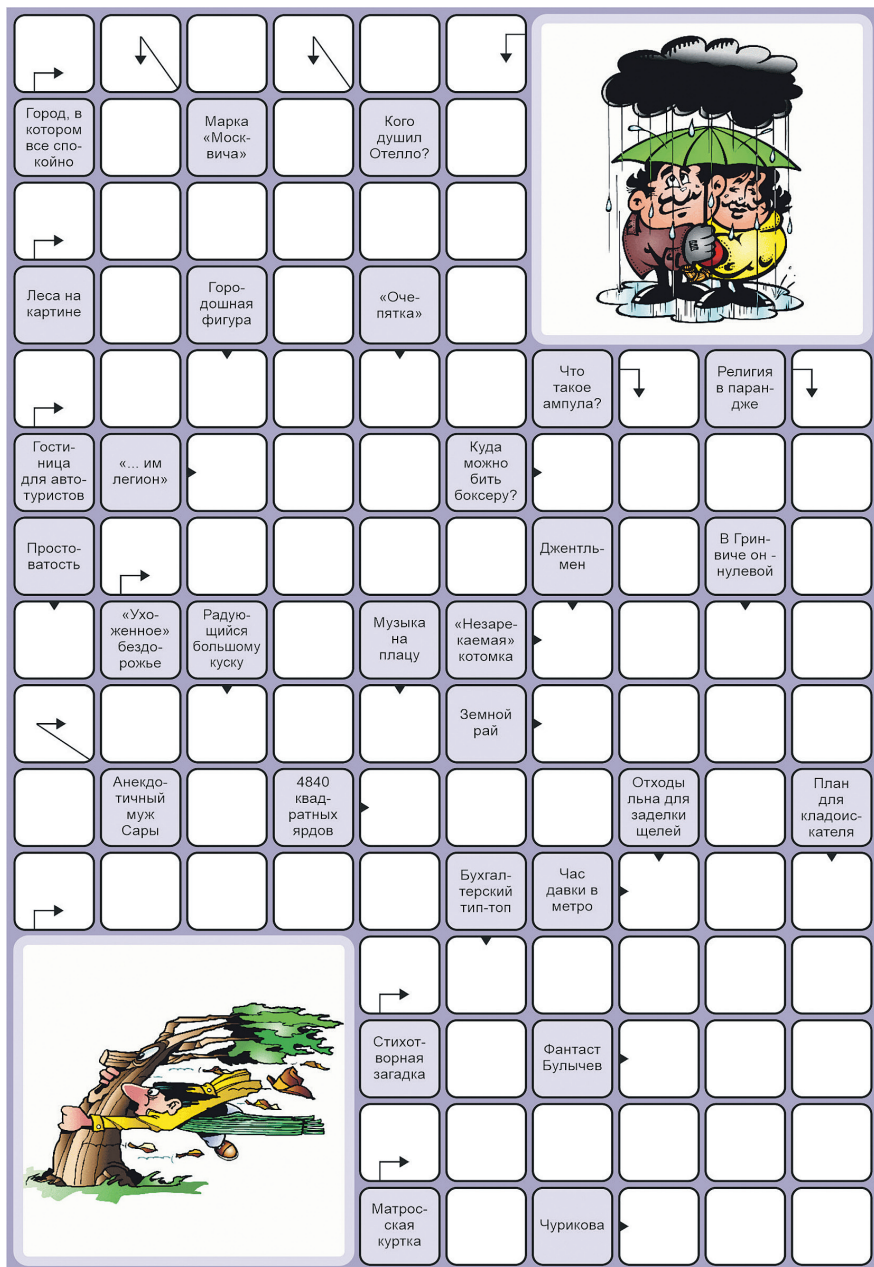 Город, в
котором
все спо-
койно
Марка
«Моск-
вича»
Кого
душил
Отелло?
Леса на
картине
Горо-
дошная
фигура
«Оче-
пятка»
Что
такое
ампула?
Религия
в паран-
дже
Гости-
ница
для авто-
туристов
«... им
легион»
Куда
можно
бить
боксеру?
Просто-
ватость
Джентль-
мен
В Грин-
виче он -
нулевой
«Ухо-
женное»
бездо-
рожье
Радую-
щийся
большому
куску
Музыка
на
плацу
«Незаре-
каемая»
котомка
Земной
рай
Анекдо-
тичный
муж
Сары
4840
квад-
ратных
ярдов
Отходы
льна для
заделки
щелей
План
для
кладоис-
кателя
Бухгал-
терский
тип-топ
Час
давки в
метро
Стихот-
ворная
загадка
Фантаст
Булычев
Матрос-
ская
куртка
Чурикова